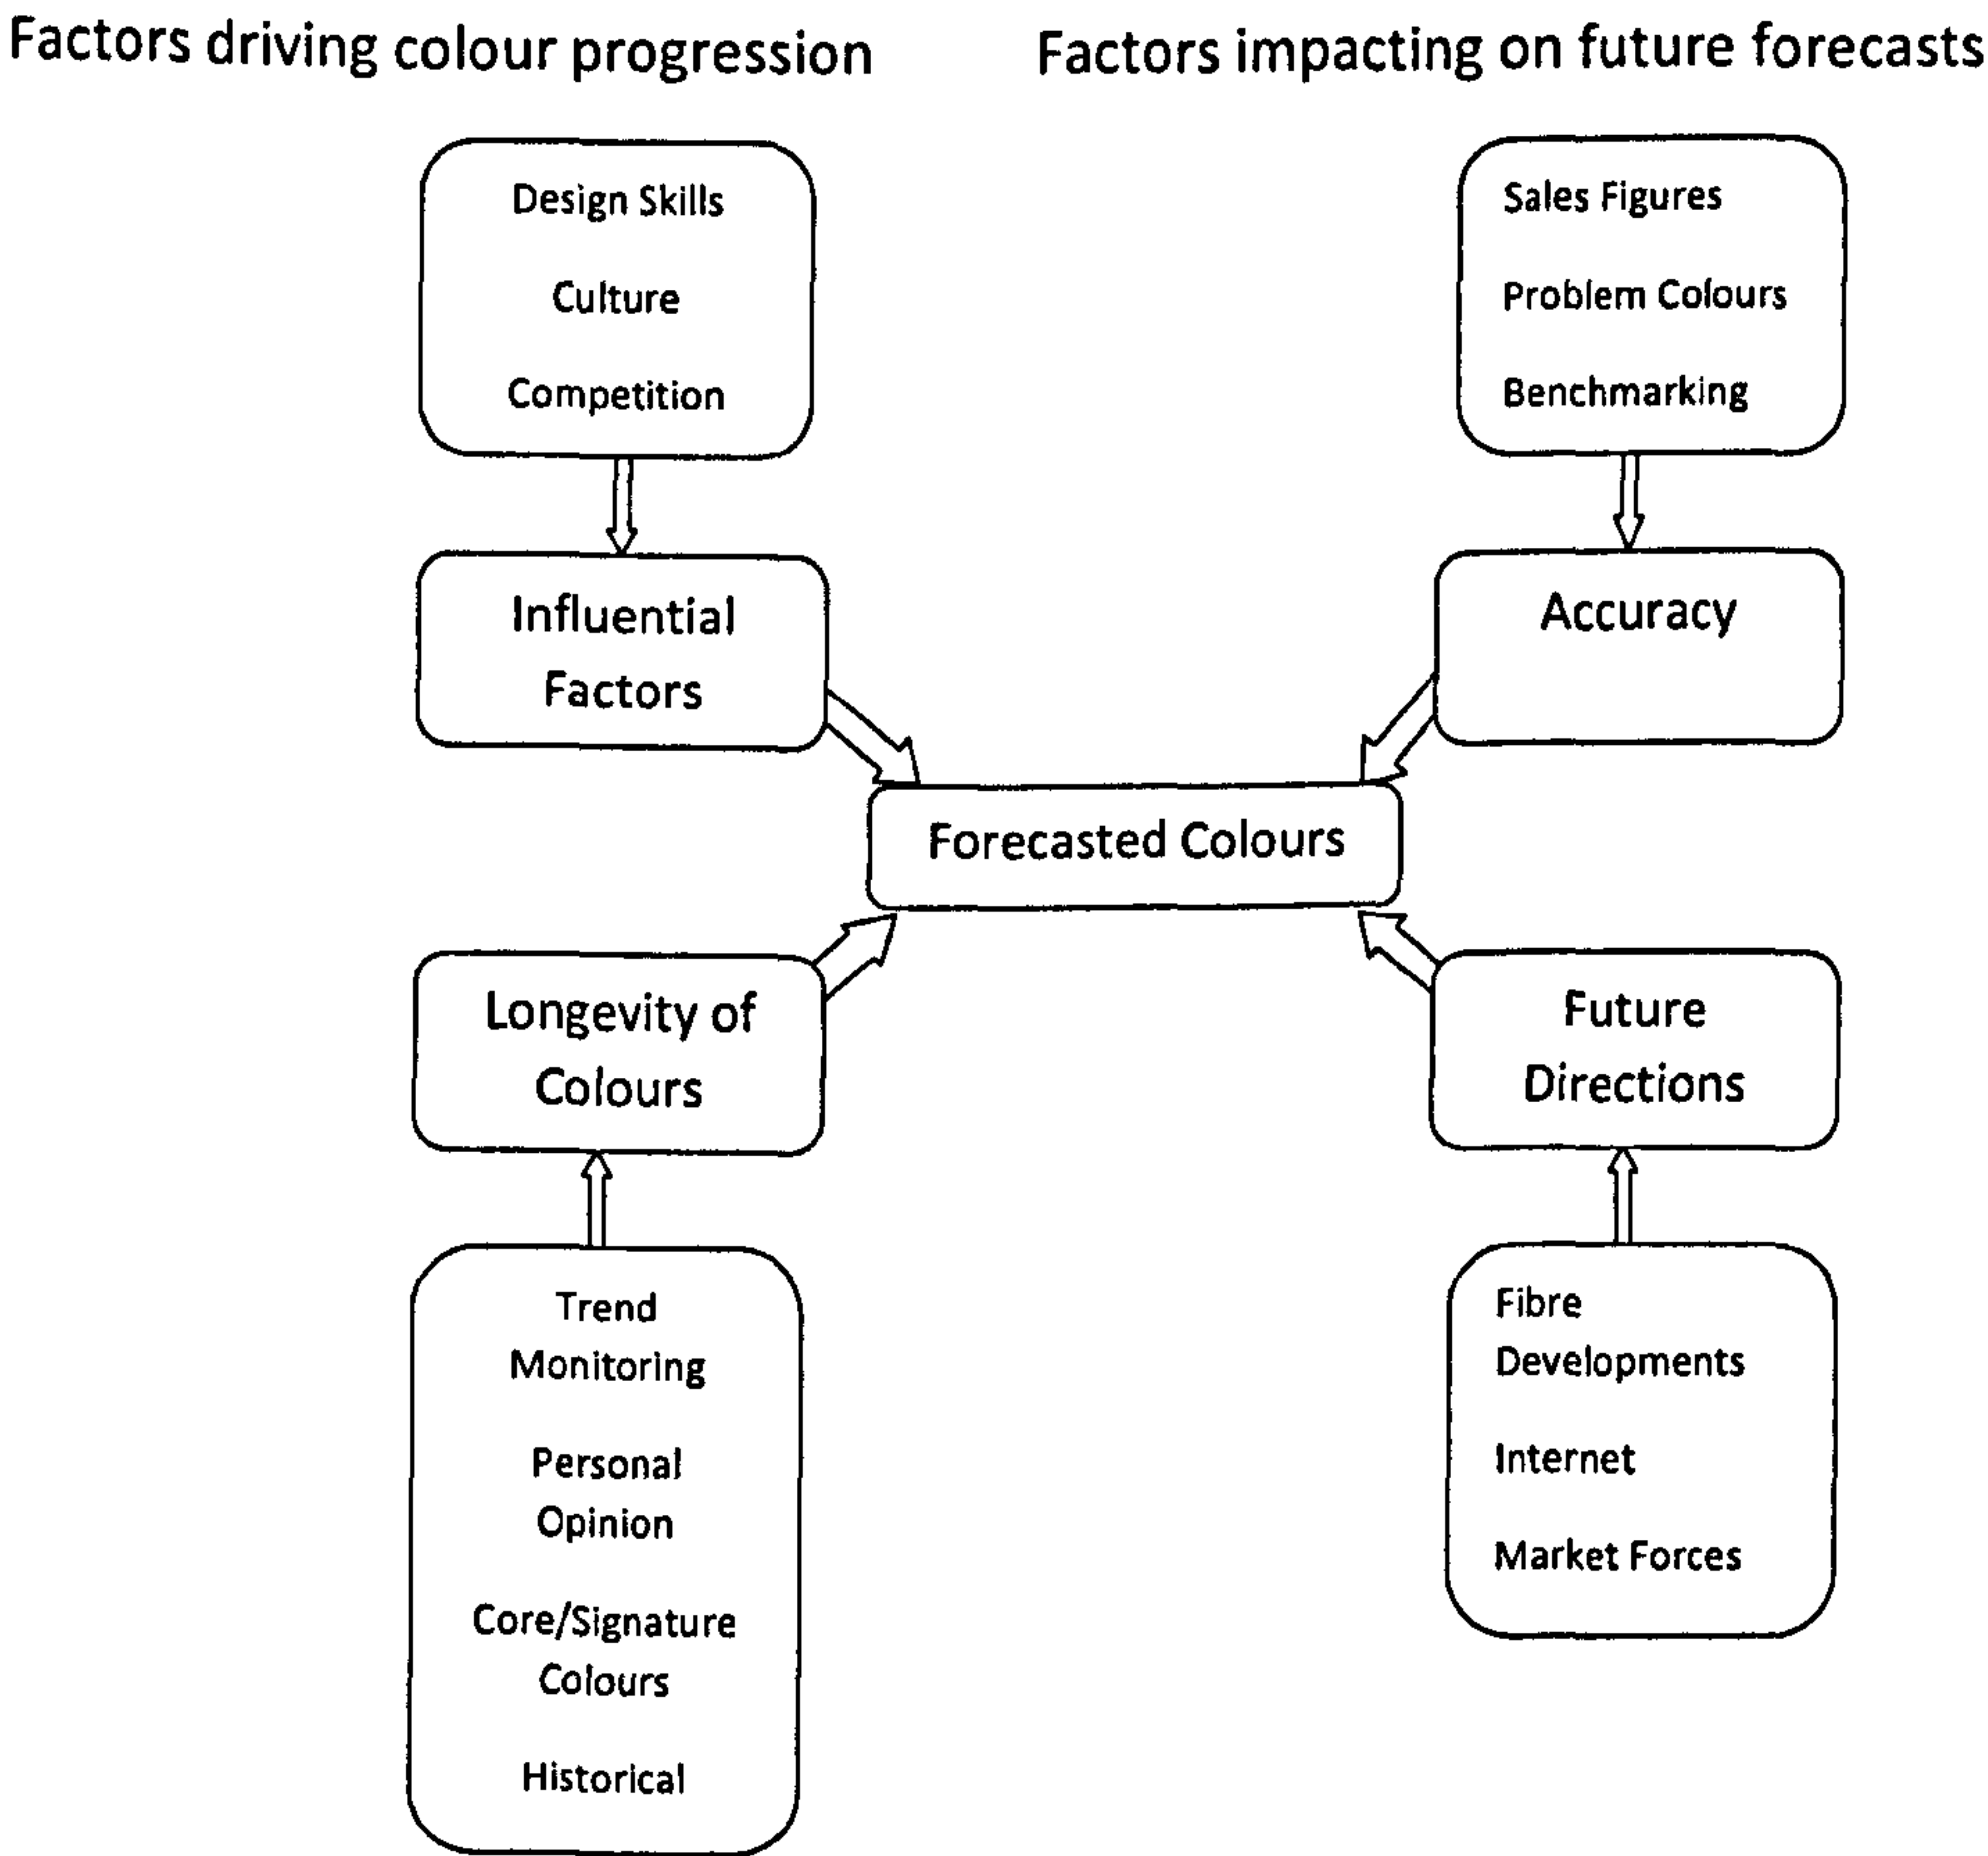 Factors driving colour progression
Factors impacting on future forecasts
Design Skills
Culture
Competition
Sales Figures
Problem Colours
Benchmarking
Influential
Factors
Accuracy
Forecasted Colours
Longevity of
Colours
Future
Directions
Trend
Monitoring
Personal
Opinion
Core/Signature
Colours
Historical
Fibre
Developments
Internet
Market Forces